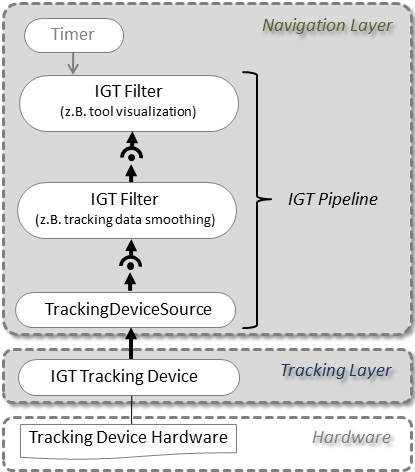 Navigation Layer
Timer
IGT Filter
(z.B. tool visualization)
IGT Filter
(z.B. tracking data smoothing)
IGT Pipeline
TrackingDeviceSource
IGT Tracking Device
Tracking Layer
Tracking Device Hardware
Hardware